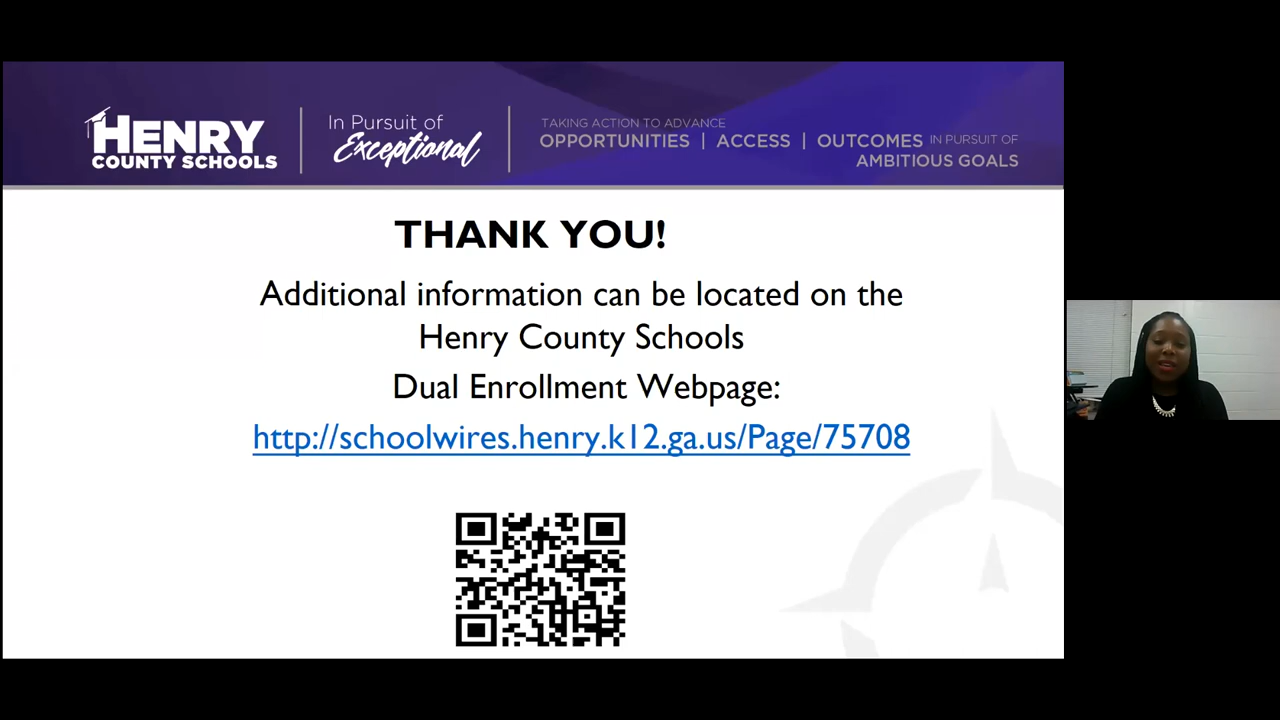 HENRY
COUNTY SCHOOLS
In Pursuit of
Exceptional
TAKING ACTION TO ADVANCE
OPPORTUNITIES | ACCESS | OUTCOMES IN PURSUIT OF
AMBITIOUS GOALS
THANK YOU!
Additional information can be located on the
Henry County Schools
Dual Enrollment Webpage:
http://schoolwires.henry.k12.ga.us/Page/75708